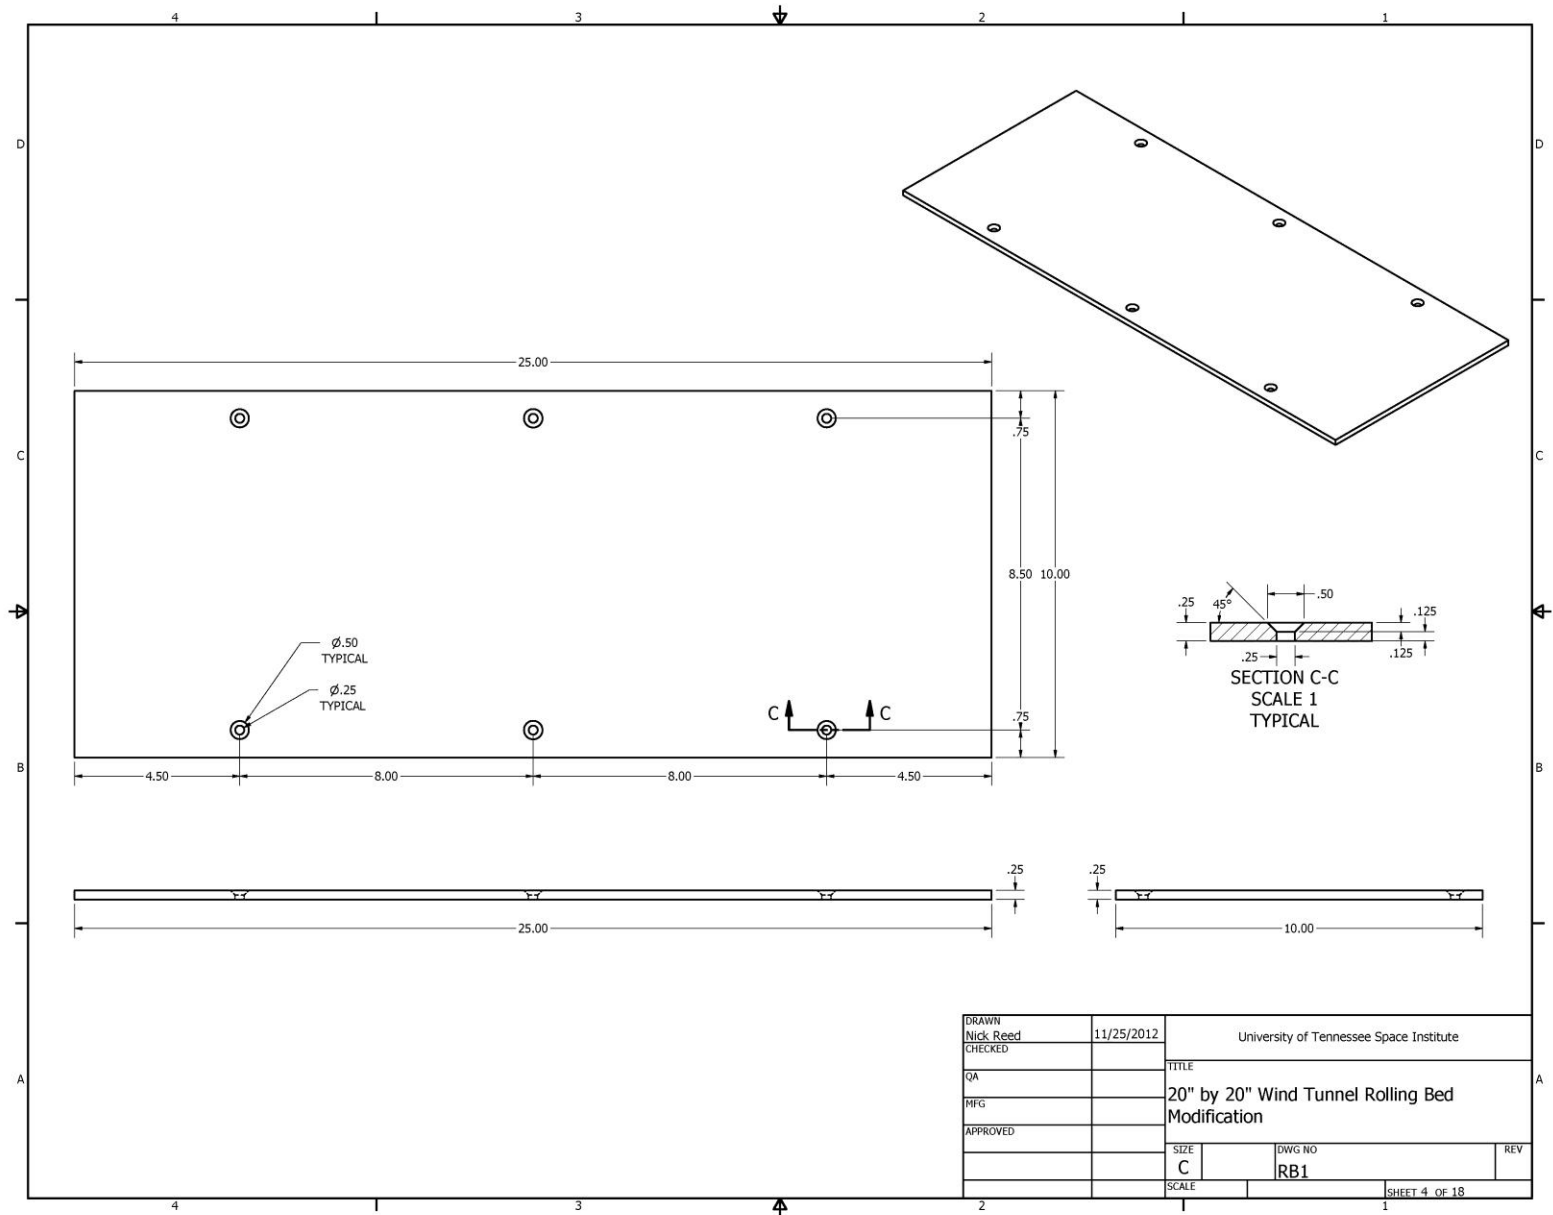 4 3 2 1
D D
25.00
.75
C C
8.50 10.00
.50
.25 45° .125
Ø.50
TYPICAL
.125
.25
SECTION C-C
SCALE 1
TYPICAL
Ø.25
TYPICAL
C C
.75
B B
4.50 8.00 8.00 4.50
.25 .25
25.00 10.00
A A
DRAWN
Nick Reed 11/25/2012
CHECKED
QA
MFG
APPROVED
University of Tennessee Space Institute
TITLE
20" by 20" Wind Tunnel Rolling Bed
Modification
SIZE
C
DWG NO
RB1
REV
SCALE
SHEET 4 OF 18
4 3 2 1